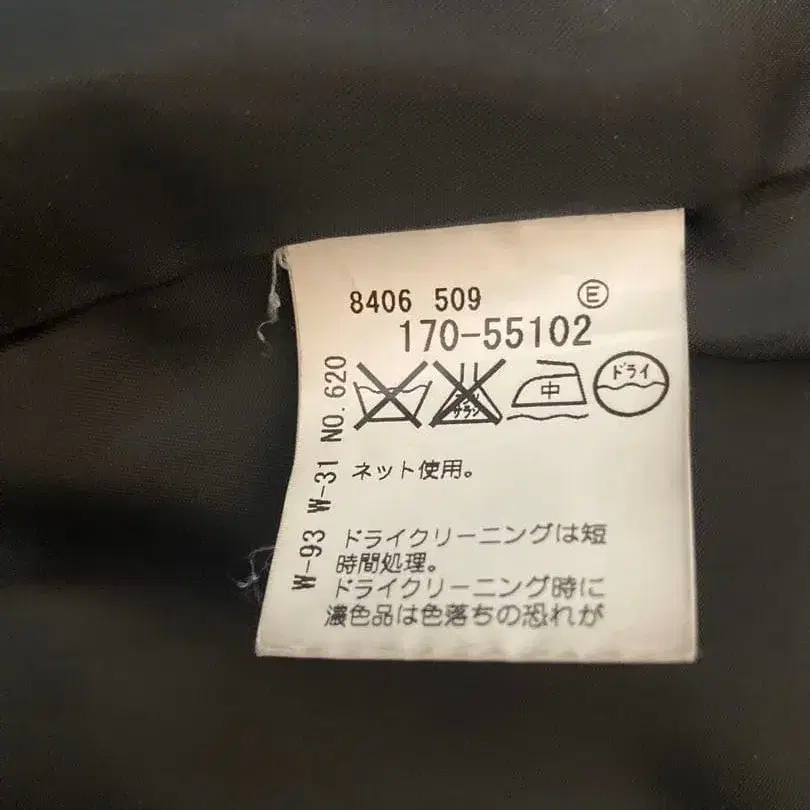 8406 509 Ⓔ
170-55102
中 ドライ
W-93 W-31 NO.620
ネット使用。
ドライクリーニングは短
時間処理。
ドライクリーニング時に
濃色品は色落ちの恐れが